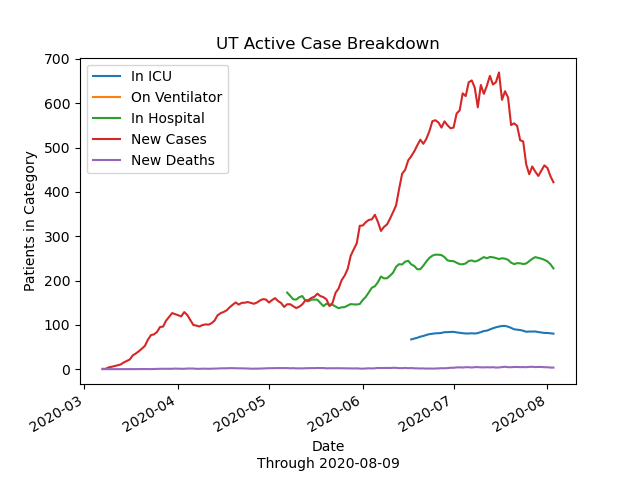 UT Active Case Breakdown
Patients in Category
700
600
500
400
300
200
100
0
In ICU
On Ventilator
In Hospital
New Cases
New Deaths
2020-03
2020-04
2020-05
2020-06
2020-07
2020-08
Date
Through 2020-08-09